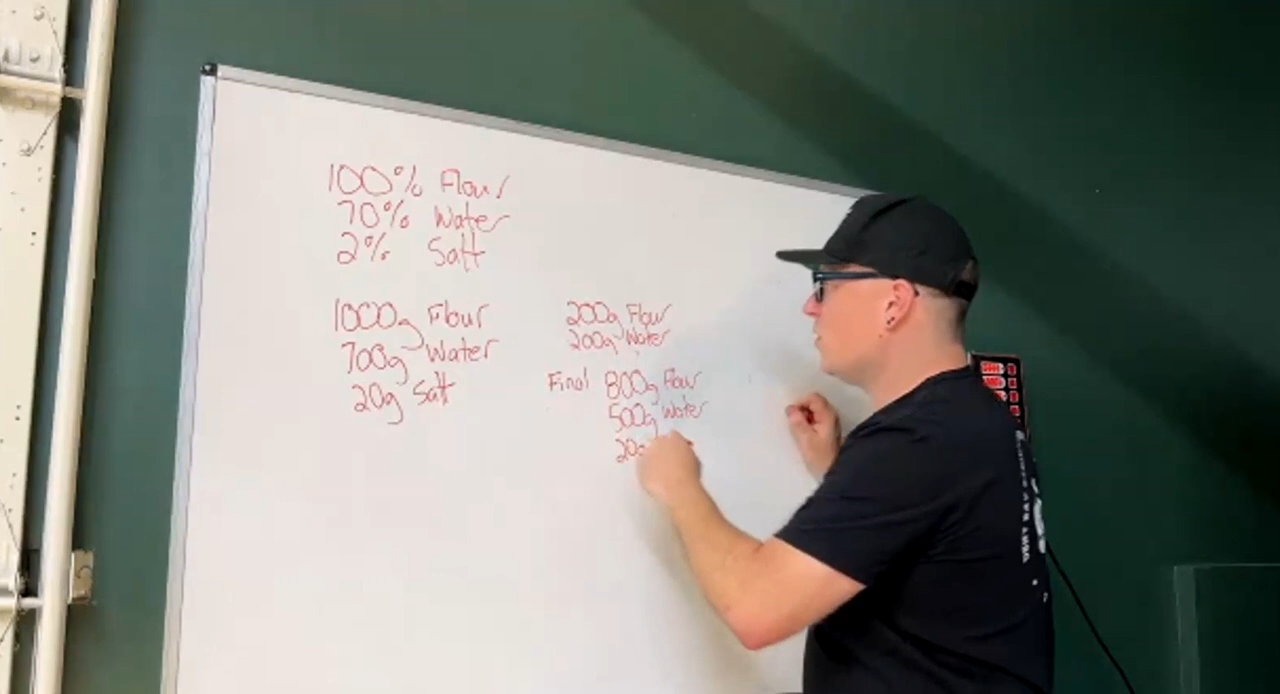 100% Flour
70% Water
2% Salt
1000g Flour
700g Water
20g Salt
200g Flour
200g Water
Final 800g Flour
500g Water
20g